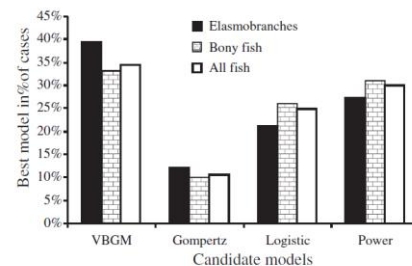 45%
40%
35%
30%
25%
20%
15%
10%
5%
0%
Best model in% of cases
Elasmobranches
Bony fish
All fish
VBGM Gompertz Logistic Power
Candidate models